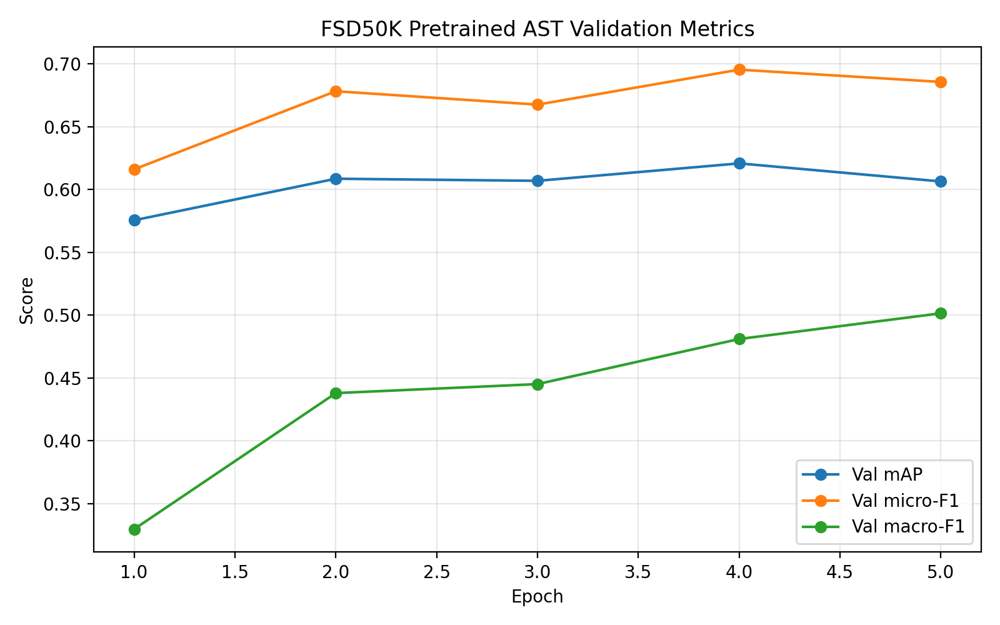 FSD50K Pretrained AST Validation Metrics
Score
0.70
0.65
0.60
0.55
0.50
0.45
0.40
0.35
Val mAP
Val micro-F1
Val macro-F1
1.0 1.5 2.0 2.5 3.0 3.5 4.0 4.5 5.0
Epoch